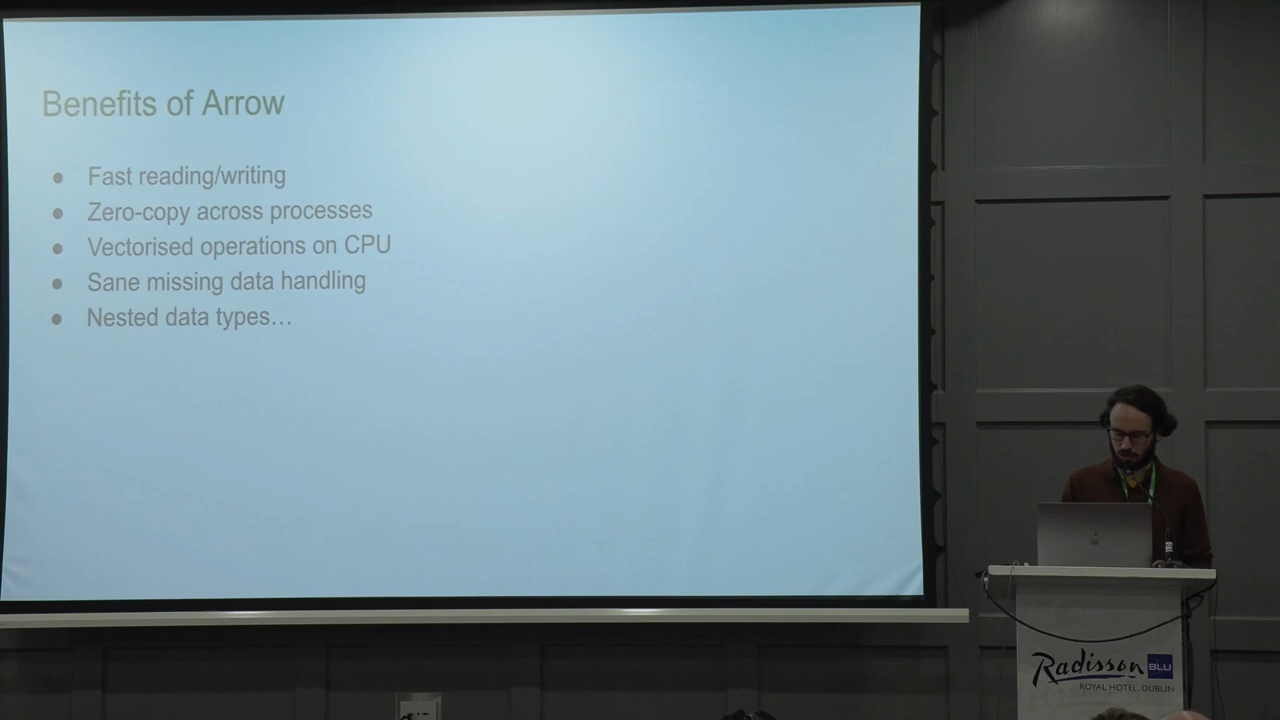 Benefits of Arrow
● Fast reading/writing
● Zero-copy across processes
● Vectorised operations on CPU
● Sane missing data handling
● Nested data types…
Radisson BLU
ROYAL HOTEL, DUBLIN